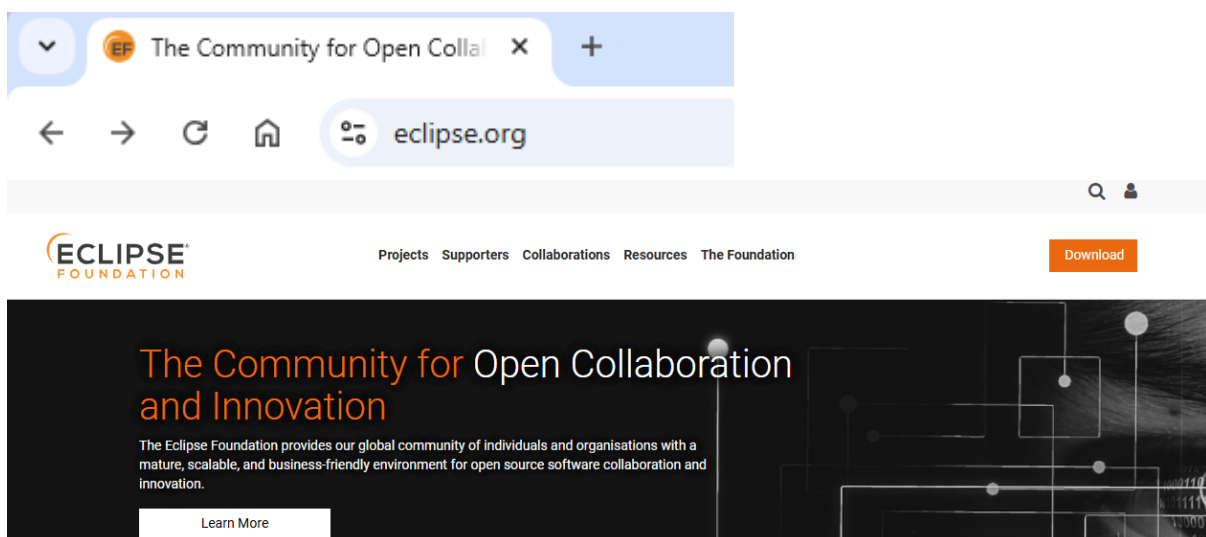 EF The Community for Open Colla
eclipse.org
ECLIPSE®
FOUNDATION
Projects Supporters Collaborations Resources The Foundation
Download
The Community for Open Collaboration
and Innovation
The Eclipse Foundation provides our global community of individuals and organisations with a
mature, scalable, and business-friendly environment for open source software collaboration and
innovation.
Learn More